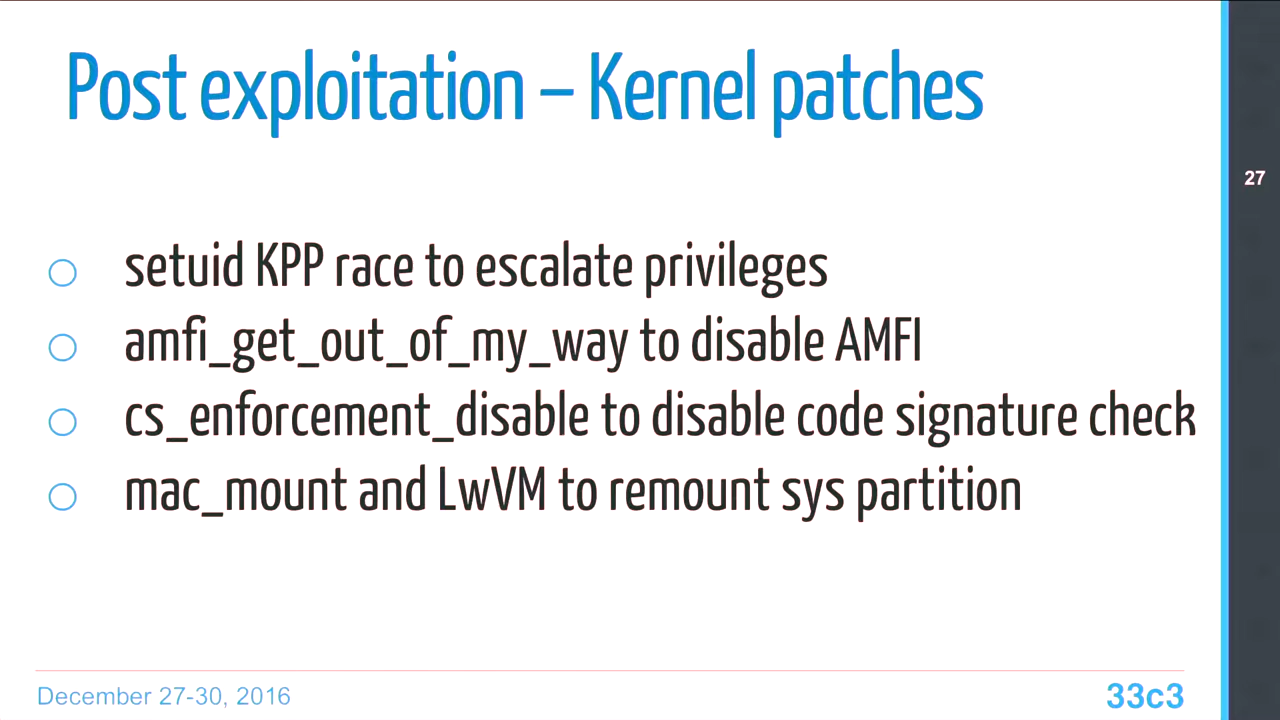 Post exploitation – Kernel patches
27
setuid KPP race to escalate privileges
amfi_get_out_of_my_way to disable AMFI
cs_enforcement_disable to disable code signature check
mac_mount and LwVM to remount sys partition
December 27-30, 2016
33c3